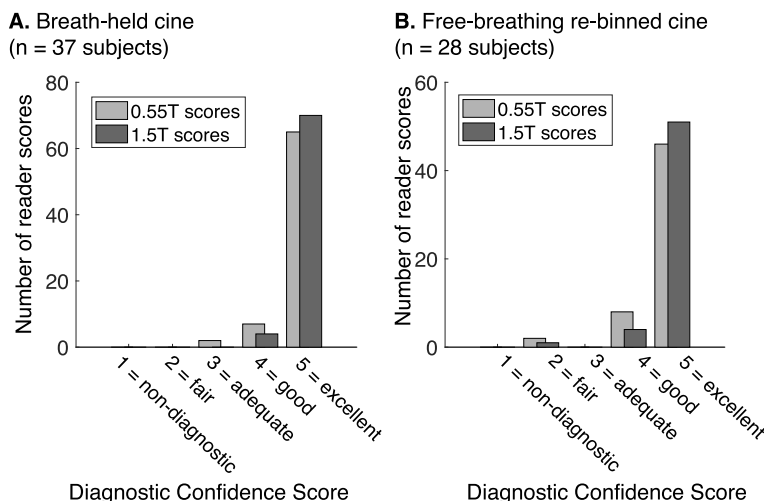 A. Breath-held cine
(n = 37 subjects)
80
60
40
20
0
Number of reader scores
0.55T scores
1.5T scores
1 = non-diagnostic
2 = fair
3 = adequate
4 = good
5 = excellent
Diagnostic Confidence Score
B. Free-breathing re-binned cine
(n = 28 subjects)
60
40
20
0
Number of reader scores
0.55T scores
1.5T scores
1 = non-diagnostic
2 = fair
3 = adequate
4 = good
5 = excellent
Diagnostic Confidence Score